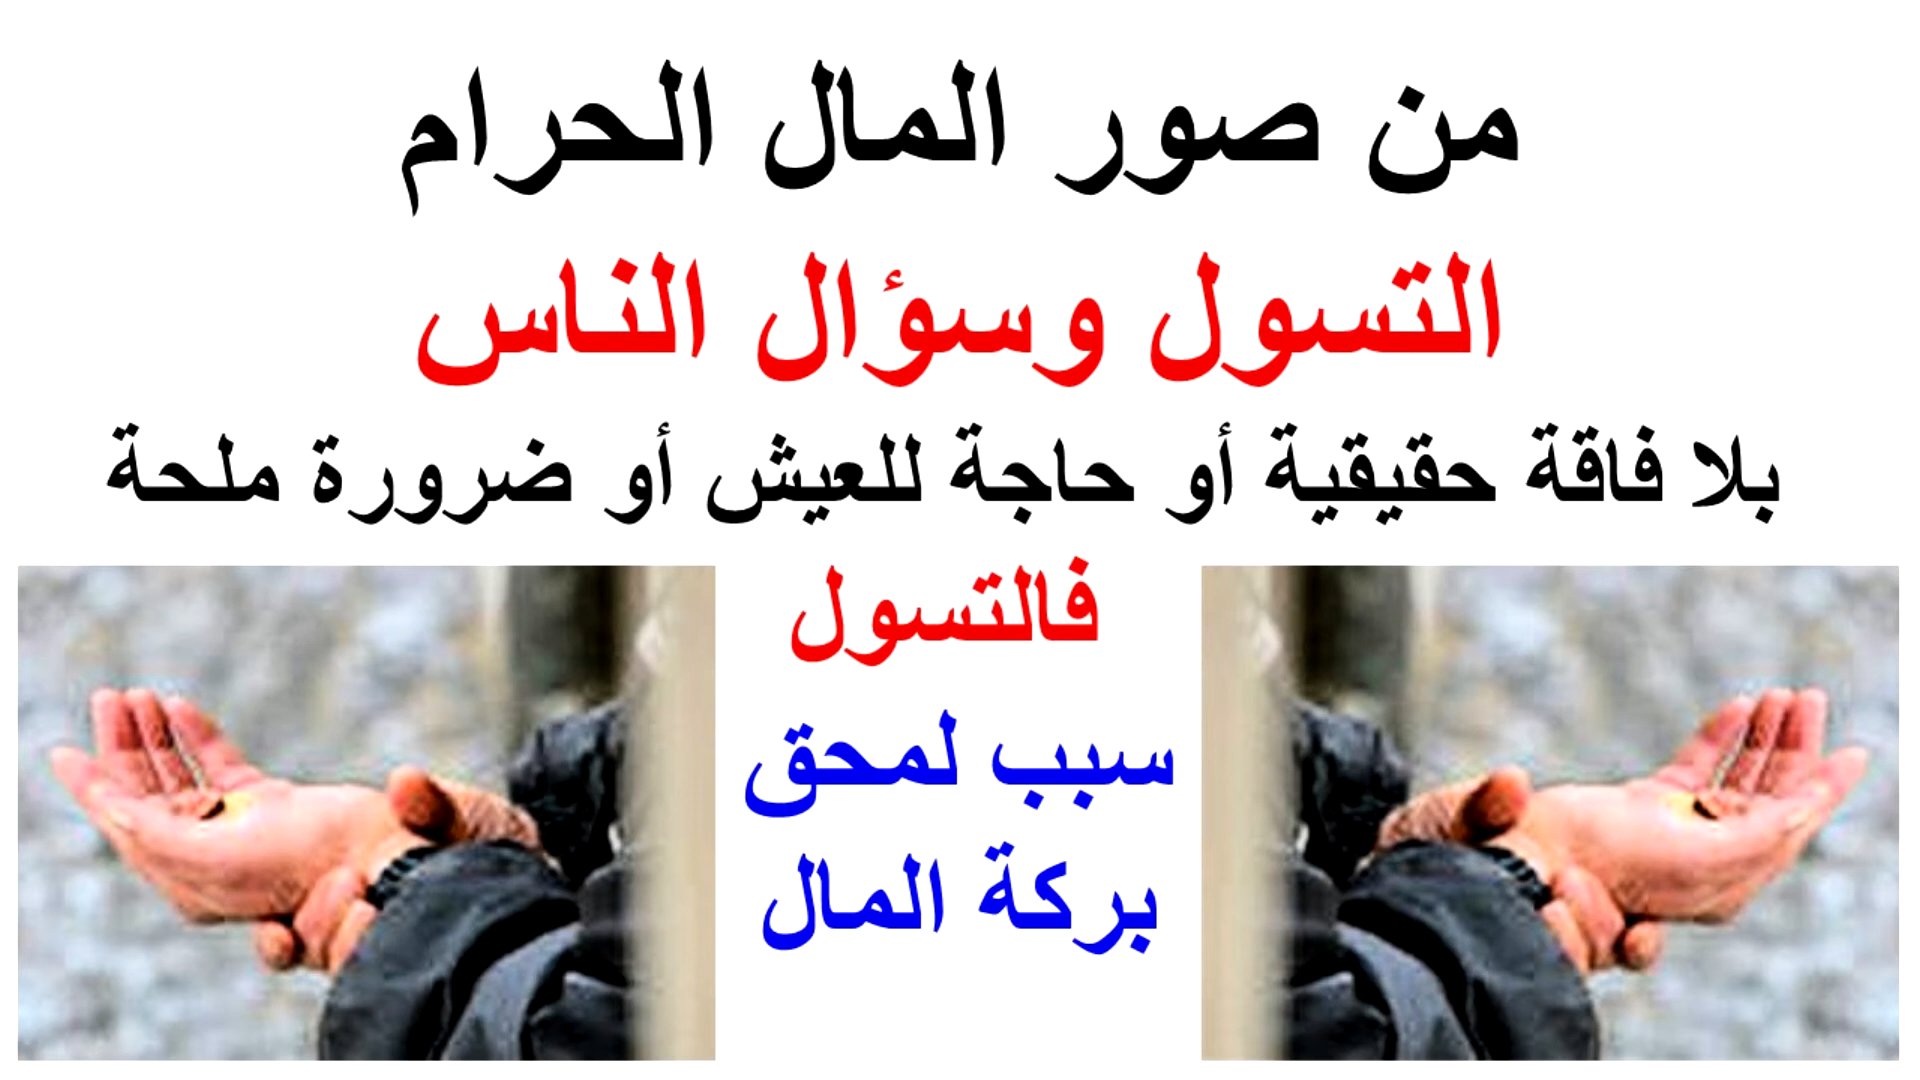 من صور المال الحرام
التسول وسؤال الناس
بلا فاقة حقيقية أو حاجة للعيش أو ضرورة ملحة
فالتسول
سبب لمحق
بركة المال